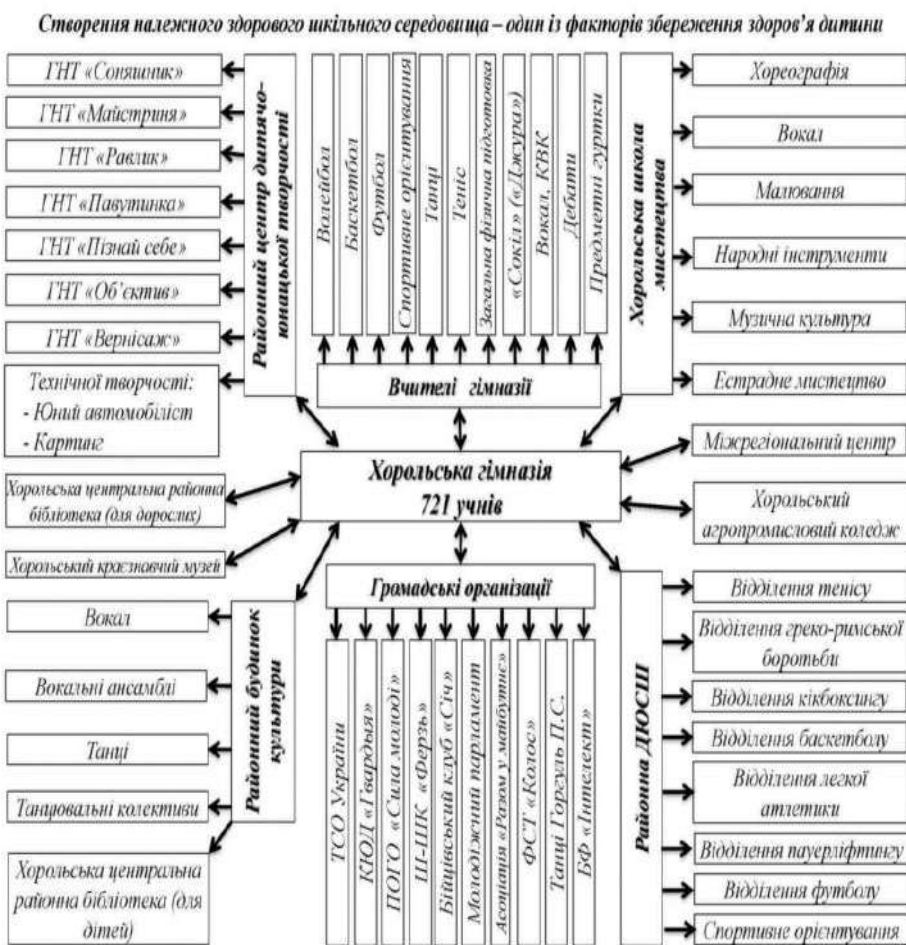 Створення належного здорового шкільного середовища – один із факторів збереження здоров'я дитини
ГНТ «Соняшник»
ГНТ «Майстриня»
ГНТ «Равлик»
ГНТ «Павутинка»
ГНТ «Пізнай себе»
ГНТ «Об'єктив»
ГНТ «Вернісаж»
Технічної творчості:
- Юний автомобіліст
- Картинг
Районний центр дитячо-
юнацької творчості
Волейбол
Баскетбол
Футбол
Спортивне орієнтування
Танці
Теніс
Загальна фізична підготовка
«Сокіл» («Джура»)
Вокал, КВК
Дебати
Предметні гуртки
Вчителі гімназії
Хорольська школа
мистецтва
Хореографія
Вокал
Малювання
Народні інструменти
Музична культура
Естрадне мистецтво
Хорольська гімназія
721 учнів
Міжрегіональний центр
Хорольський
агропромисловий коледж
Хорольська центральна районна
бібліотека (для дорослих)
Хорольський краєзнавчий музей
Районний будинок
культури
Вокал
Вокальні ансамблі
Танці
Танцювальні колективи
Хорольська центральна
районна бібліотека (для
дітей)
Громадські організації
ТСО України
КЮД «Гвардыя»
ПОГО «Сила молоді»
Ш-ШК «Ферзь»
Бійцівський клуб «Січ»
Молодіжний парламент
Асоціація «Разом у майбутнє»
ФСТ «Колос»
Танці Горгуль П.С.
БФ «Інтелект»
Районна ДЮСШ
Відділення тенісу
Відділення греко-римської
боротьби
Відділення кікбоксингу
Відділення баскетболу
Відділення легкої
атлетики
Відділення пауерліфтингу
Відділення футболу
Спортивне орієнтування